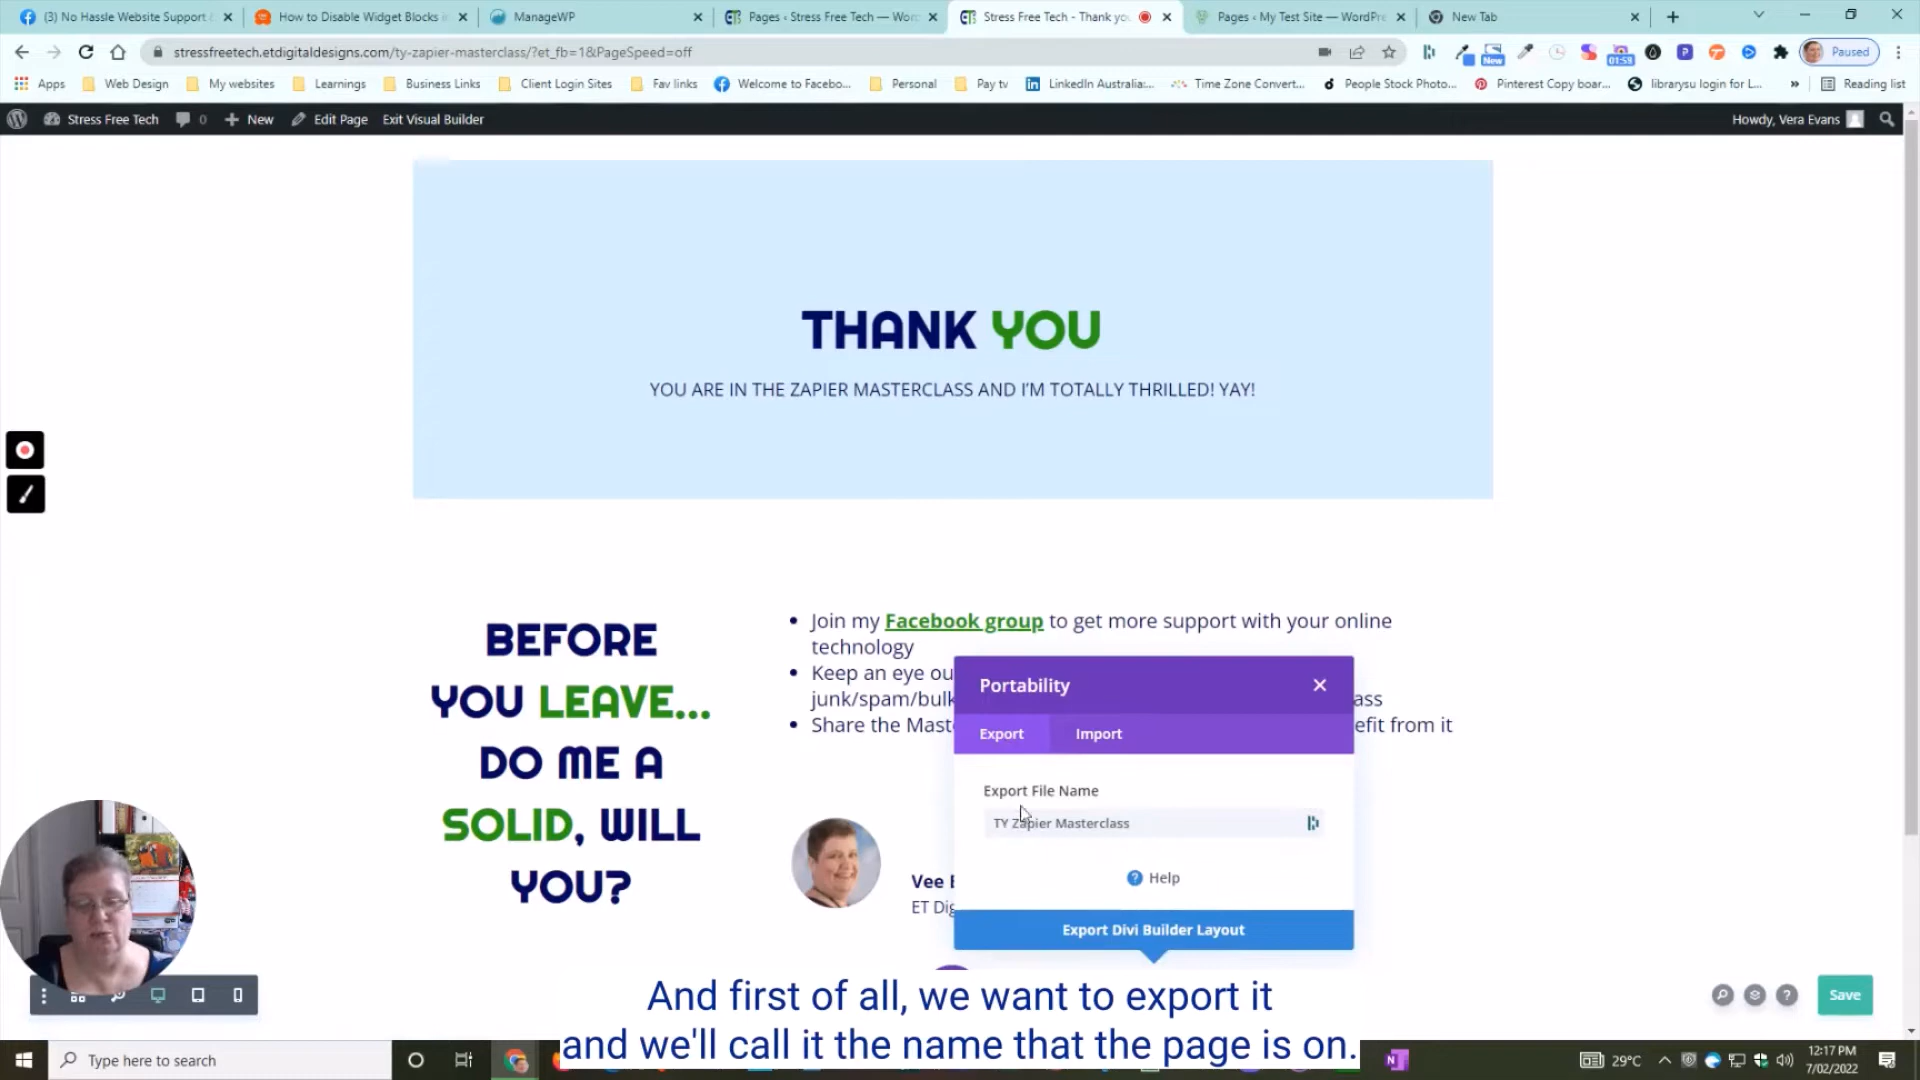 (3) No Hassle Website Support
How to Disable Widget Blocks
ManageWP
Pages ‹ Stress Free Tech — Wor
Stress Free Tech - Thank yo
Pages ‹ My Test Site — WordPre
New Tab
stressfreetech.etdigitaldesigns.com/ty-zapier-masterclass/?et_fb=1&PageSpeed=off
New
01:59
Paused
Apps
Web Design
My websites
Learnings
Business Links
Client Login Sites
Fav links
Welcome to Facebo...
Personal
Pay tv
LinkedIn Australia:...
Time Zone Convert...
People Stock Photo...
Pinterest Copy boar...
librarysu login for L...
»
Reading list
Stress Free Tech
0
New
Edit Page
Exit Visual Builder
Howdy, Vera Evans
THANK YOU
YOU ARE IN THE ZAPIER MASTERCLASS AND I'M TOTALLY THRILLED! YAY!
BEFORE
YOU LEAVE...
DO ME A
SOLID, WILL
YOU?
• Join my Facebook group to get more support with your online
technology
• Keep an eye ou
junk/spam/bulk
ass
• Share the Mast
efit from it
Portability
Export
Import
Export File Name
TY Zapier Masterclass
Help
Export Divi Builder Layout
Vee E
ET Dig
Save
And first of all, we want to export it
and we'll call it the name that the page is on.
Type here to search
29°C
12:17 PM
7/02/2022